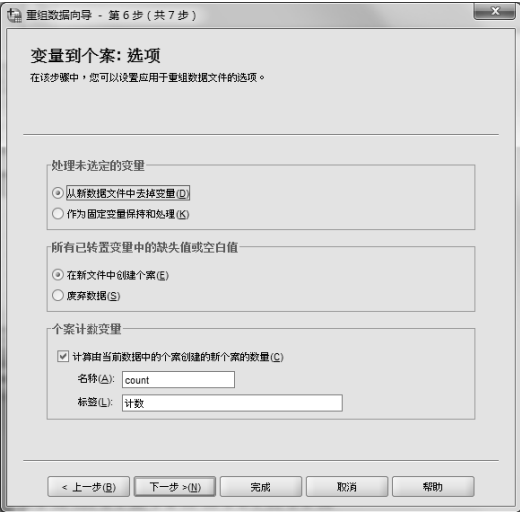 重组数据向导 - 第 6 步 ( 共 7 步 )
变量到个案: 选项
在该步骤中，您可以设置应用于重组数据文件的选项。
处理未选定的变量
从新数据文件中去掉变量(D)
作为固定变量保持和处理(K)
所有已转置变量中的缺失值或空白值
在新文件中创建个案(E)
废弃数据(S)
个案计数变量
计算由当前数据中的个案创建的新个案的数量(C)
名称(A): count
标签(L): 计数
< 上一步(B) 下一步 >(N) 完成 取消 帮助